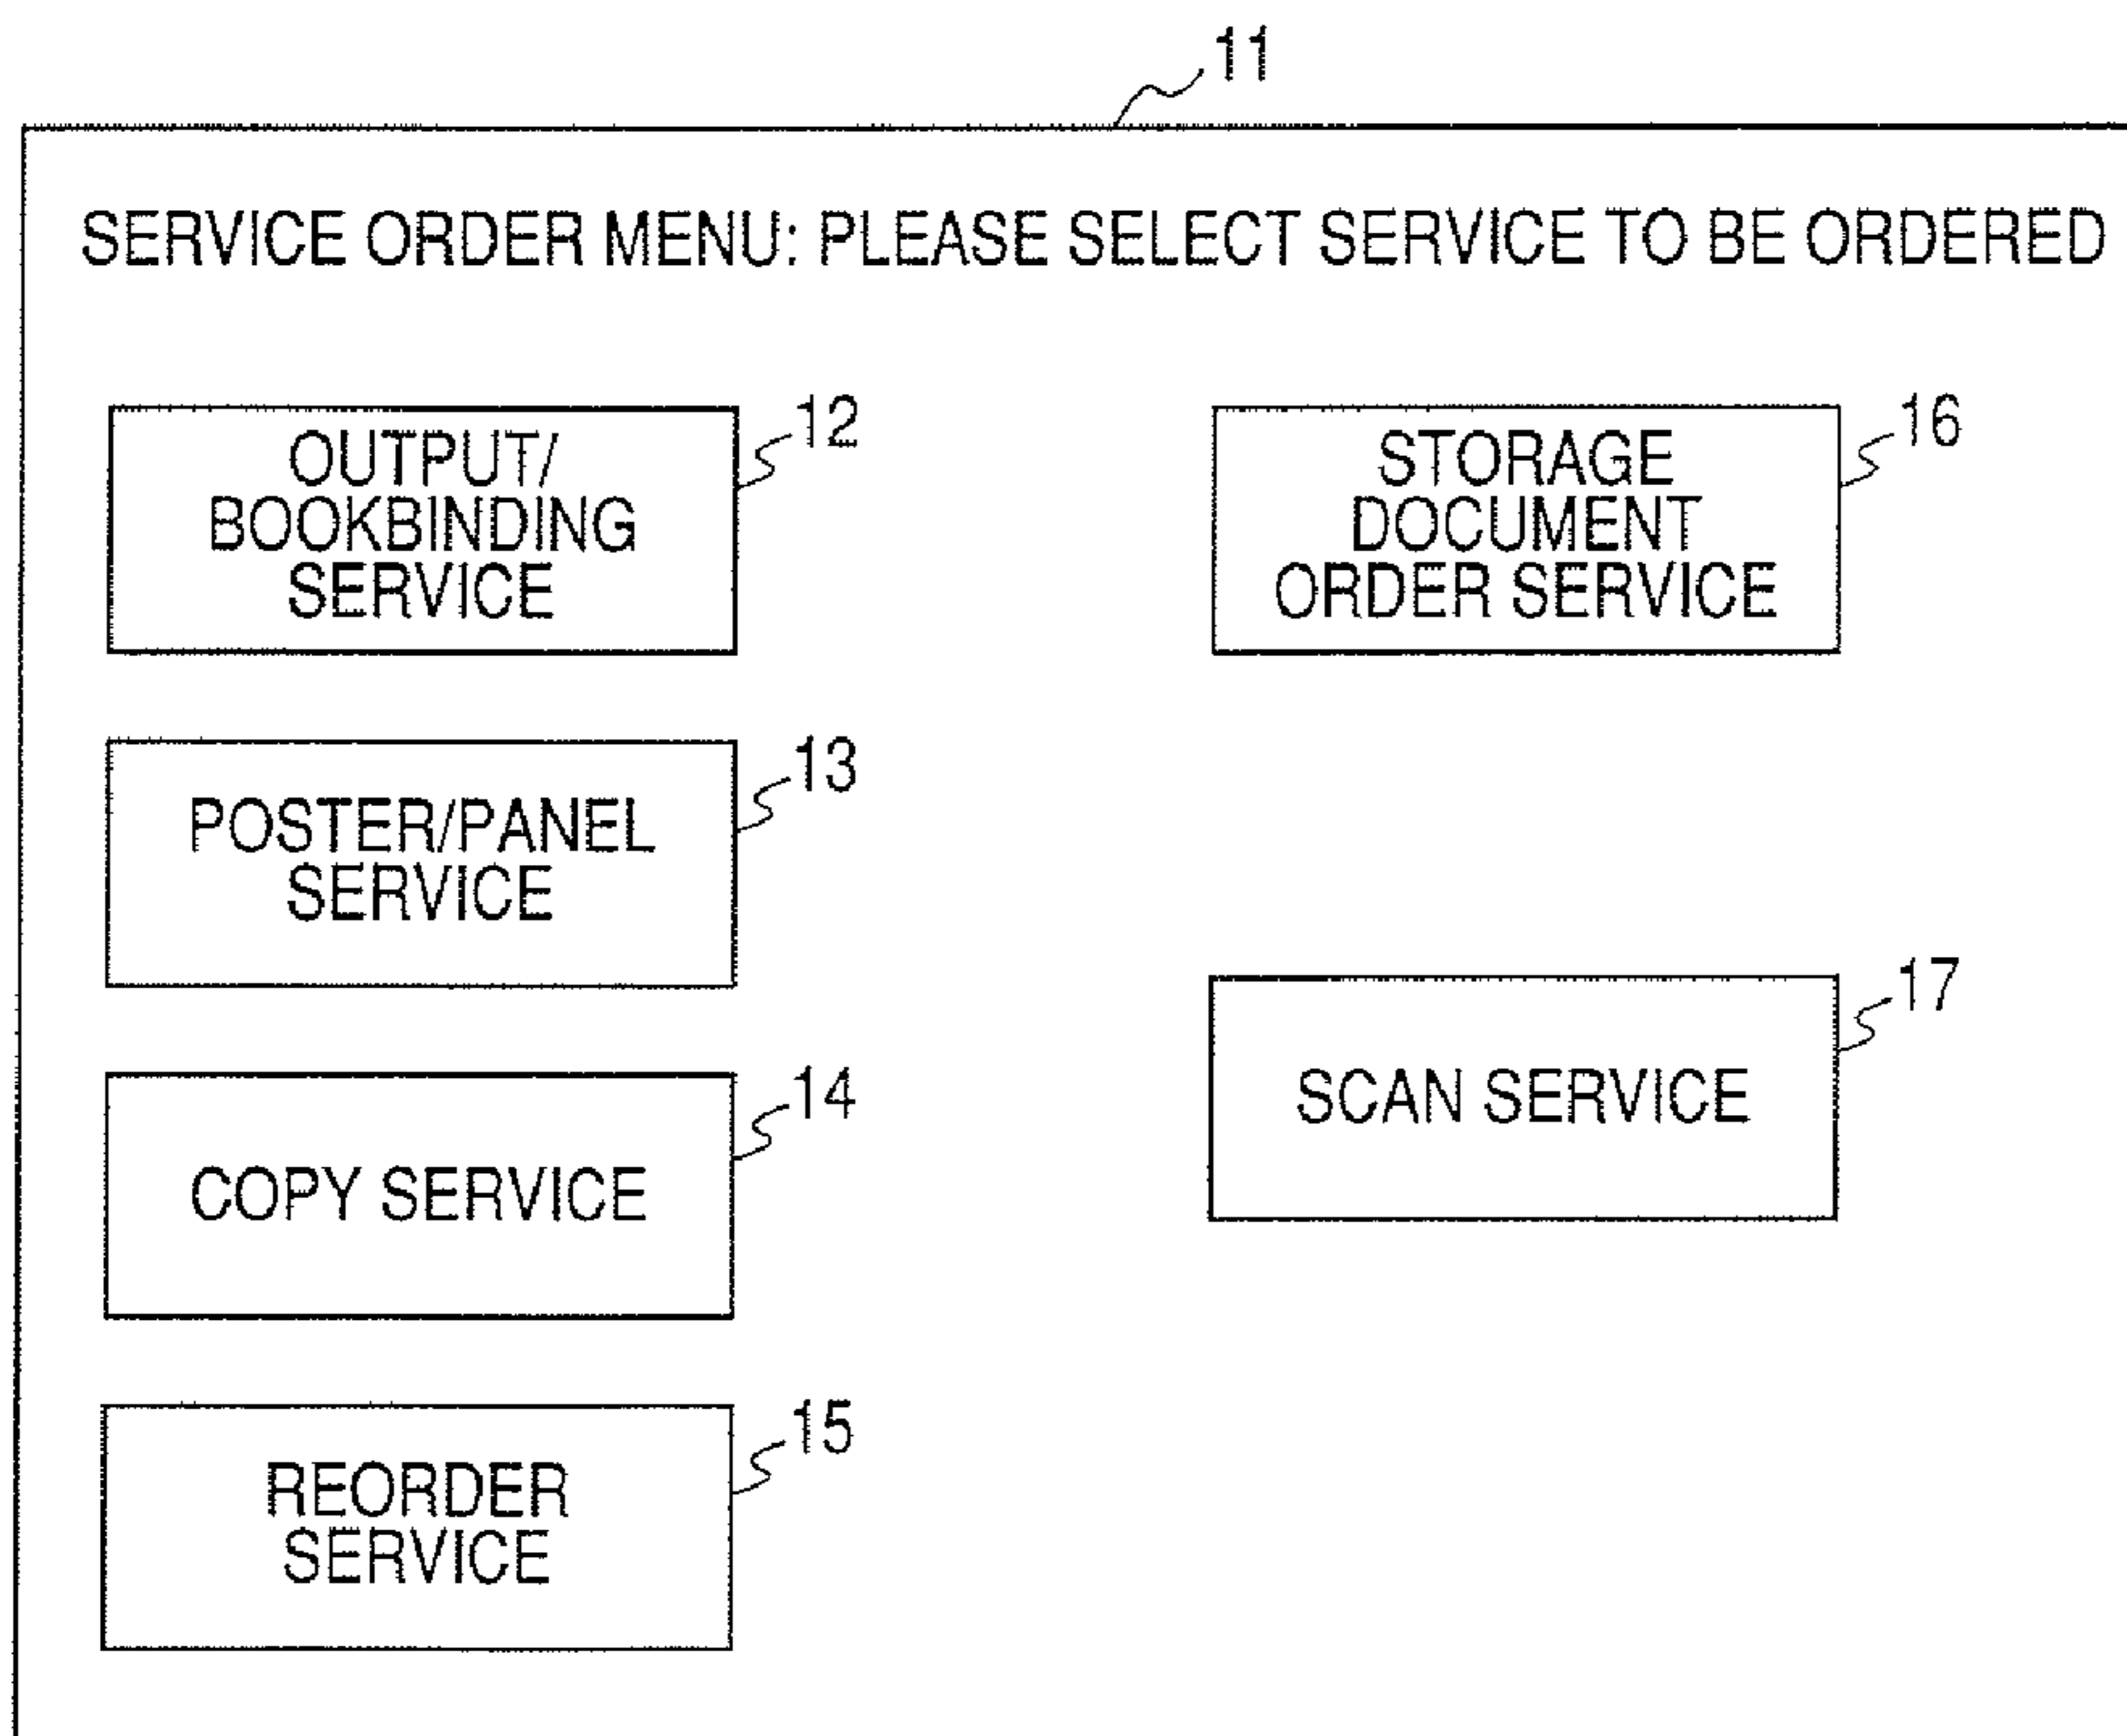 11
SERVICE ORDER MENU: PLEASE SELECT SERVICE TO BE ORDERED
OUTPUT/
BOOKBINDING
SERVICE
12
POSTER/PANEL
SERVICE
13
COPY SERVICE
14
REORDER
SERVICE
15
STORAGE
DOCUMENT
ORDER SERVICE
16
SCAN SERVICE
17